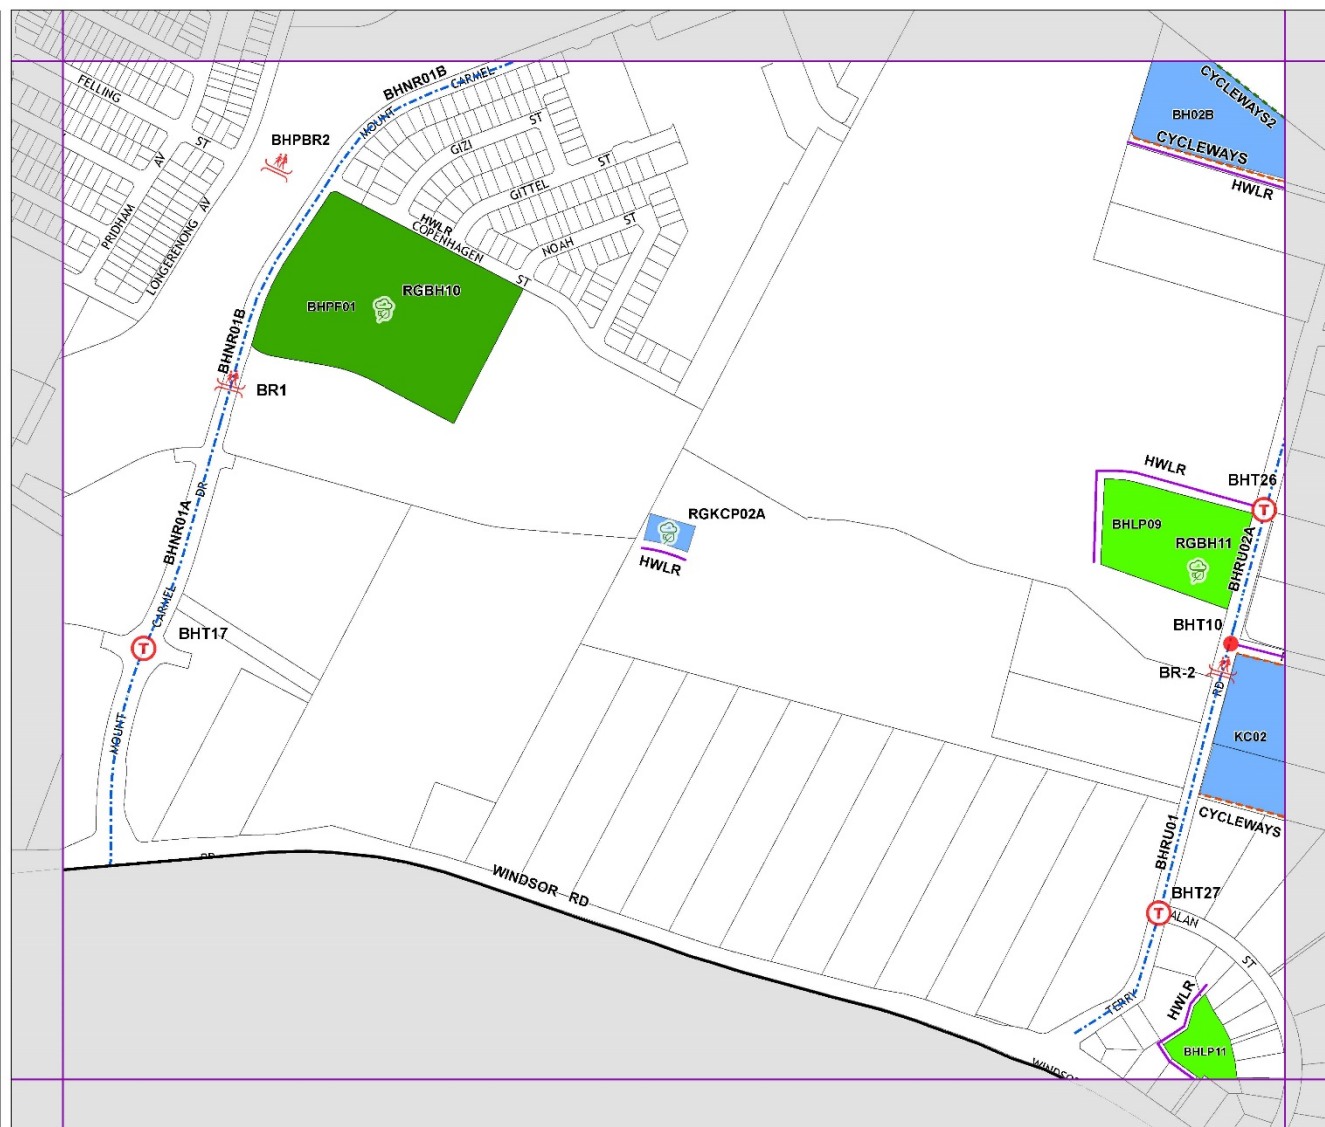 BHNR01B
CARMEL
CYCLEWAYS2
FELLING
BH02B
MOUNT
ST
BHPBR2
ST
GIZI
CYCLEWAYS
ST
AV
HWLR
GITTEL
PRIDHAM
LONGERENONG AV
HWLR
COPENHAGEN
ST
NOAH
ST
RGBH10
BHPF01
BHNR01B
BR1
HWLR
BHT26
T
DR
RGKCP02A
BHLP09
BHNR01A
RGBH11
BHRU02A
HWLR
CARMEL
BHT17
T
BHT10
BR-2
RD
MOUNT
KC02
CYCLEWAYS
BHRU01
RD
WINDSOR RD
BHT27
T
ALAN
ST
HWLR
TERRY
BHLP11
WINDSOR